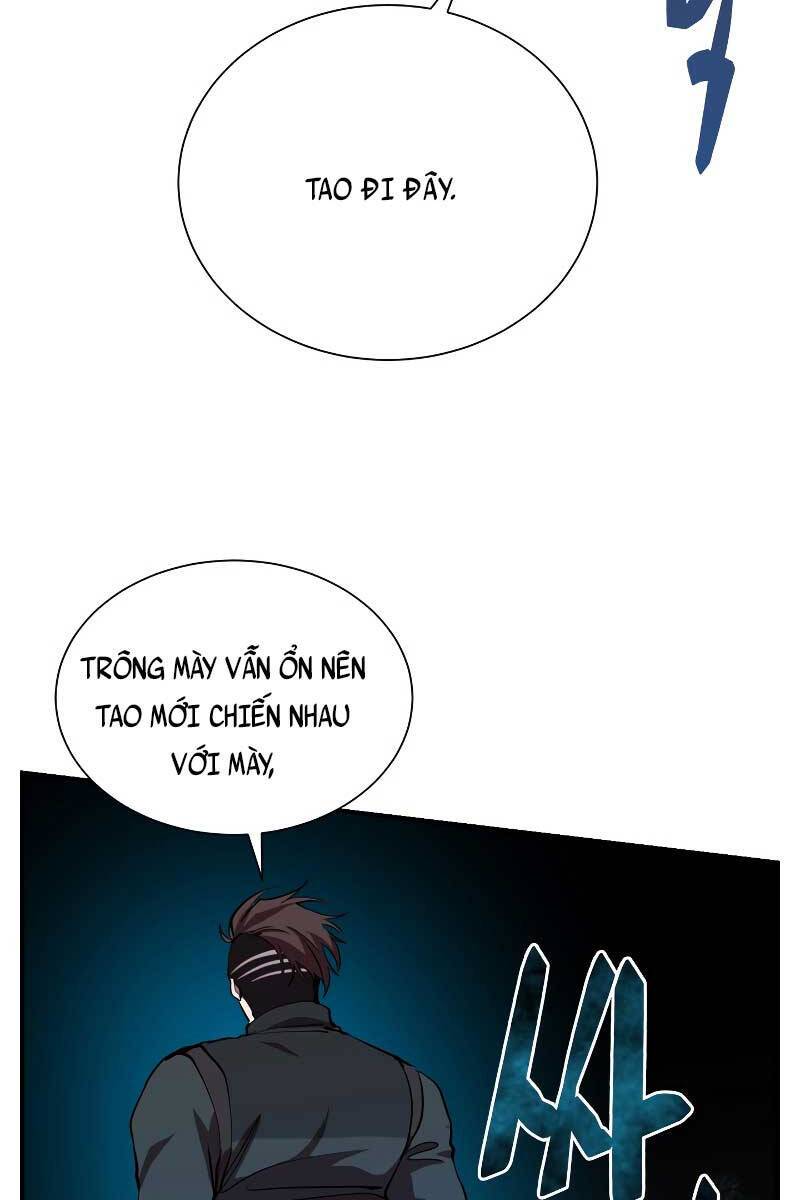 TAO ĐI ĐÂY.
TRÔNG MÀY VẪN ỔN NÊN
TAO MỚI CHIẾN NHAU
VỚI MÀY,